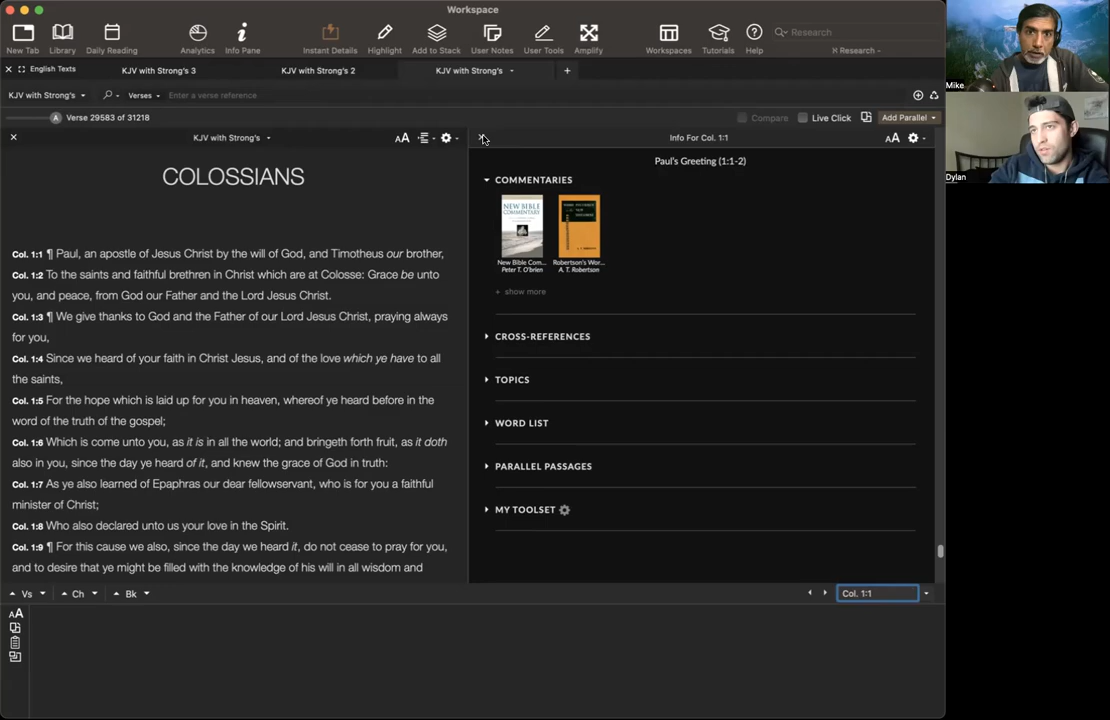 Workspace
New Tab
Library
Daily Reading
Analytics
Info Pane
Instant Details
Highlight
Add to Stack
User Notes
User Tools
Amplify
Workspaces
Tutorials
Help
Research
⌘ Research
English Texts
KJV with Strong's 3
KJV with Strong's 2
KJV with Strong's
KJV with Strong's
Verses
Enter a verse reference
A
Verse 29583 of 31218
Compare
Live Click
Add Parallel
KJV with Strong's
AA
Info For Col. 1:1
AA
COLOSSIANS
Col. 1:1 ¶ Paul, an apostle of Jesus Christ by the will of God, and Timotheus our brother,
Col. 1:2 To the saints and faithful brethren in Christ which are at Colosse: Grace be unto
you, and peace, from God our Father and the Lord Jesus Christ.
Col. 1:3 ¶ We give thanks to God and the Father of our Lord Jesus Christ, praying always
for you,
Col. 1:4 Since we heard of your faith in Christ Jesus, and of the love which ye have to all
the saints,
Col. 1:5 For the hope which is laid up for you in heaven, whereof ye heard before in the
word of the truth of the gospel;
Col. 1:6 Which is come unto you, as it is in all the world; and bringeth forth fruit, as it doth
also in you, since the day ye heard of it, and knew the grace of God in truth:
Col. 1:7 As ye also learned of Epaphras our dear fellowservant, who is for you a faithful
minister of Christ;
Col. 1:8 Who also declared unto us your love in the Spirit.
Col. 1:9 ¶ For this cause we also, since the day we heard it, do not cease to pray for you,
and to desire that ye might be filled with the knowledge of his will in all wisdom and
Paul's Greeting (1:1-2)
COMMENTARIES
NEW BIBLE
COMMENTARY
New Bible Com...
Peter T. O'brien
Robertson's Wor...
A. T. Robertson
+ show more
CROSS-REFERENCES
TOPICS
WORD LIST
PARALLEL PASSAGES
MY TOOLSET
Vs
Ch
Bk
Col. 1:1
AA
Mike
Dylan